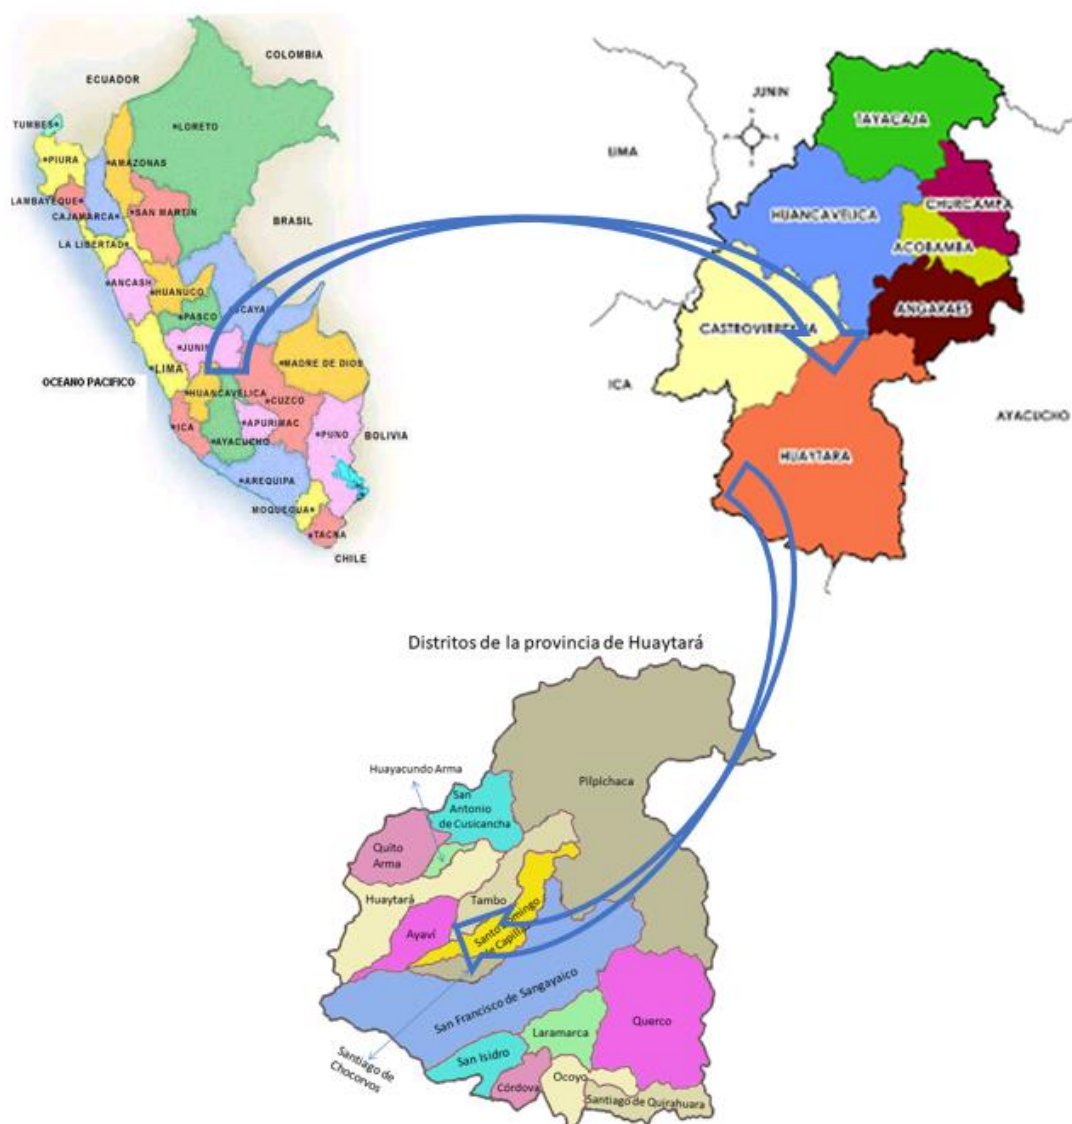 COLOMBIA
ECUADOR
TUMBES
LORETO
PIURA
AMAZONAS
LAMBAYEQUE
SAN MARTIN
CAJAMARCA
BRASIL
LA LIBERTAD
ANCASH
HUANUCO
PASCO
CAYAL
JUNIN
LIMA
MADRE DE DIOS
OCEANO PACIFICO
HUANCAVELICA
CUZCO
ICA
APURIMAC
AYACUCHO
PUNO
BOLIVIA
AREQUIPA
MOQUEGUA
TACNA
CHILE
JUNIN
TAYACAJA
LIMA
CHURCAMPA
HUANCAVELICA
ACOBAMBA
ANGARAES
CASTROVIRREYNA
ICA
AYACUCHO
HUAYTARA
Distritos de la provincia de Huaytará
Huayacundo Arma
Pilpichaca
San
Antonio
de Cusicancha
Quito
Arma
Huaytará
Tambo
Santo Domingo
de Capillas
Ayaví
San Francisco de Sangayaico
Querco
Laramarca
San Isidro
Santiago de
Chocorvos
Ocoyo
Córdova
Santiago de Quirahuara